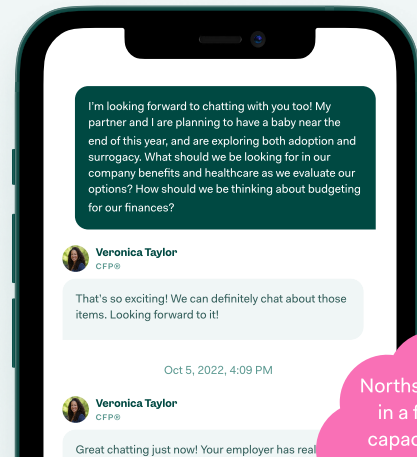 I'm looking forward to chatting with you too! My
partner and I are planning to have a baby near the
end of this year, and are exploring both adoption and
surrogacy. What should we be looking for in our
company benefits and healthcare as we evaluate our
options? How should we be thinking about budgeting
for our finances?
Veronica Taylor
CFP®
That's so exciting! We can definitely chat about those
items. Looking forward to it!
Oct 5, 2022, 4:09 PM
Veronica Taylor
CFP®
Great chatting just now! Your employer has
in a